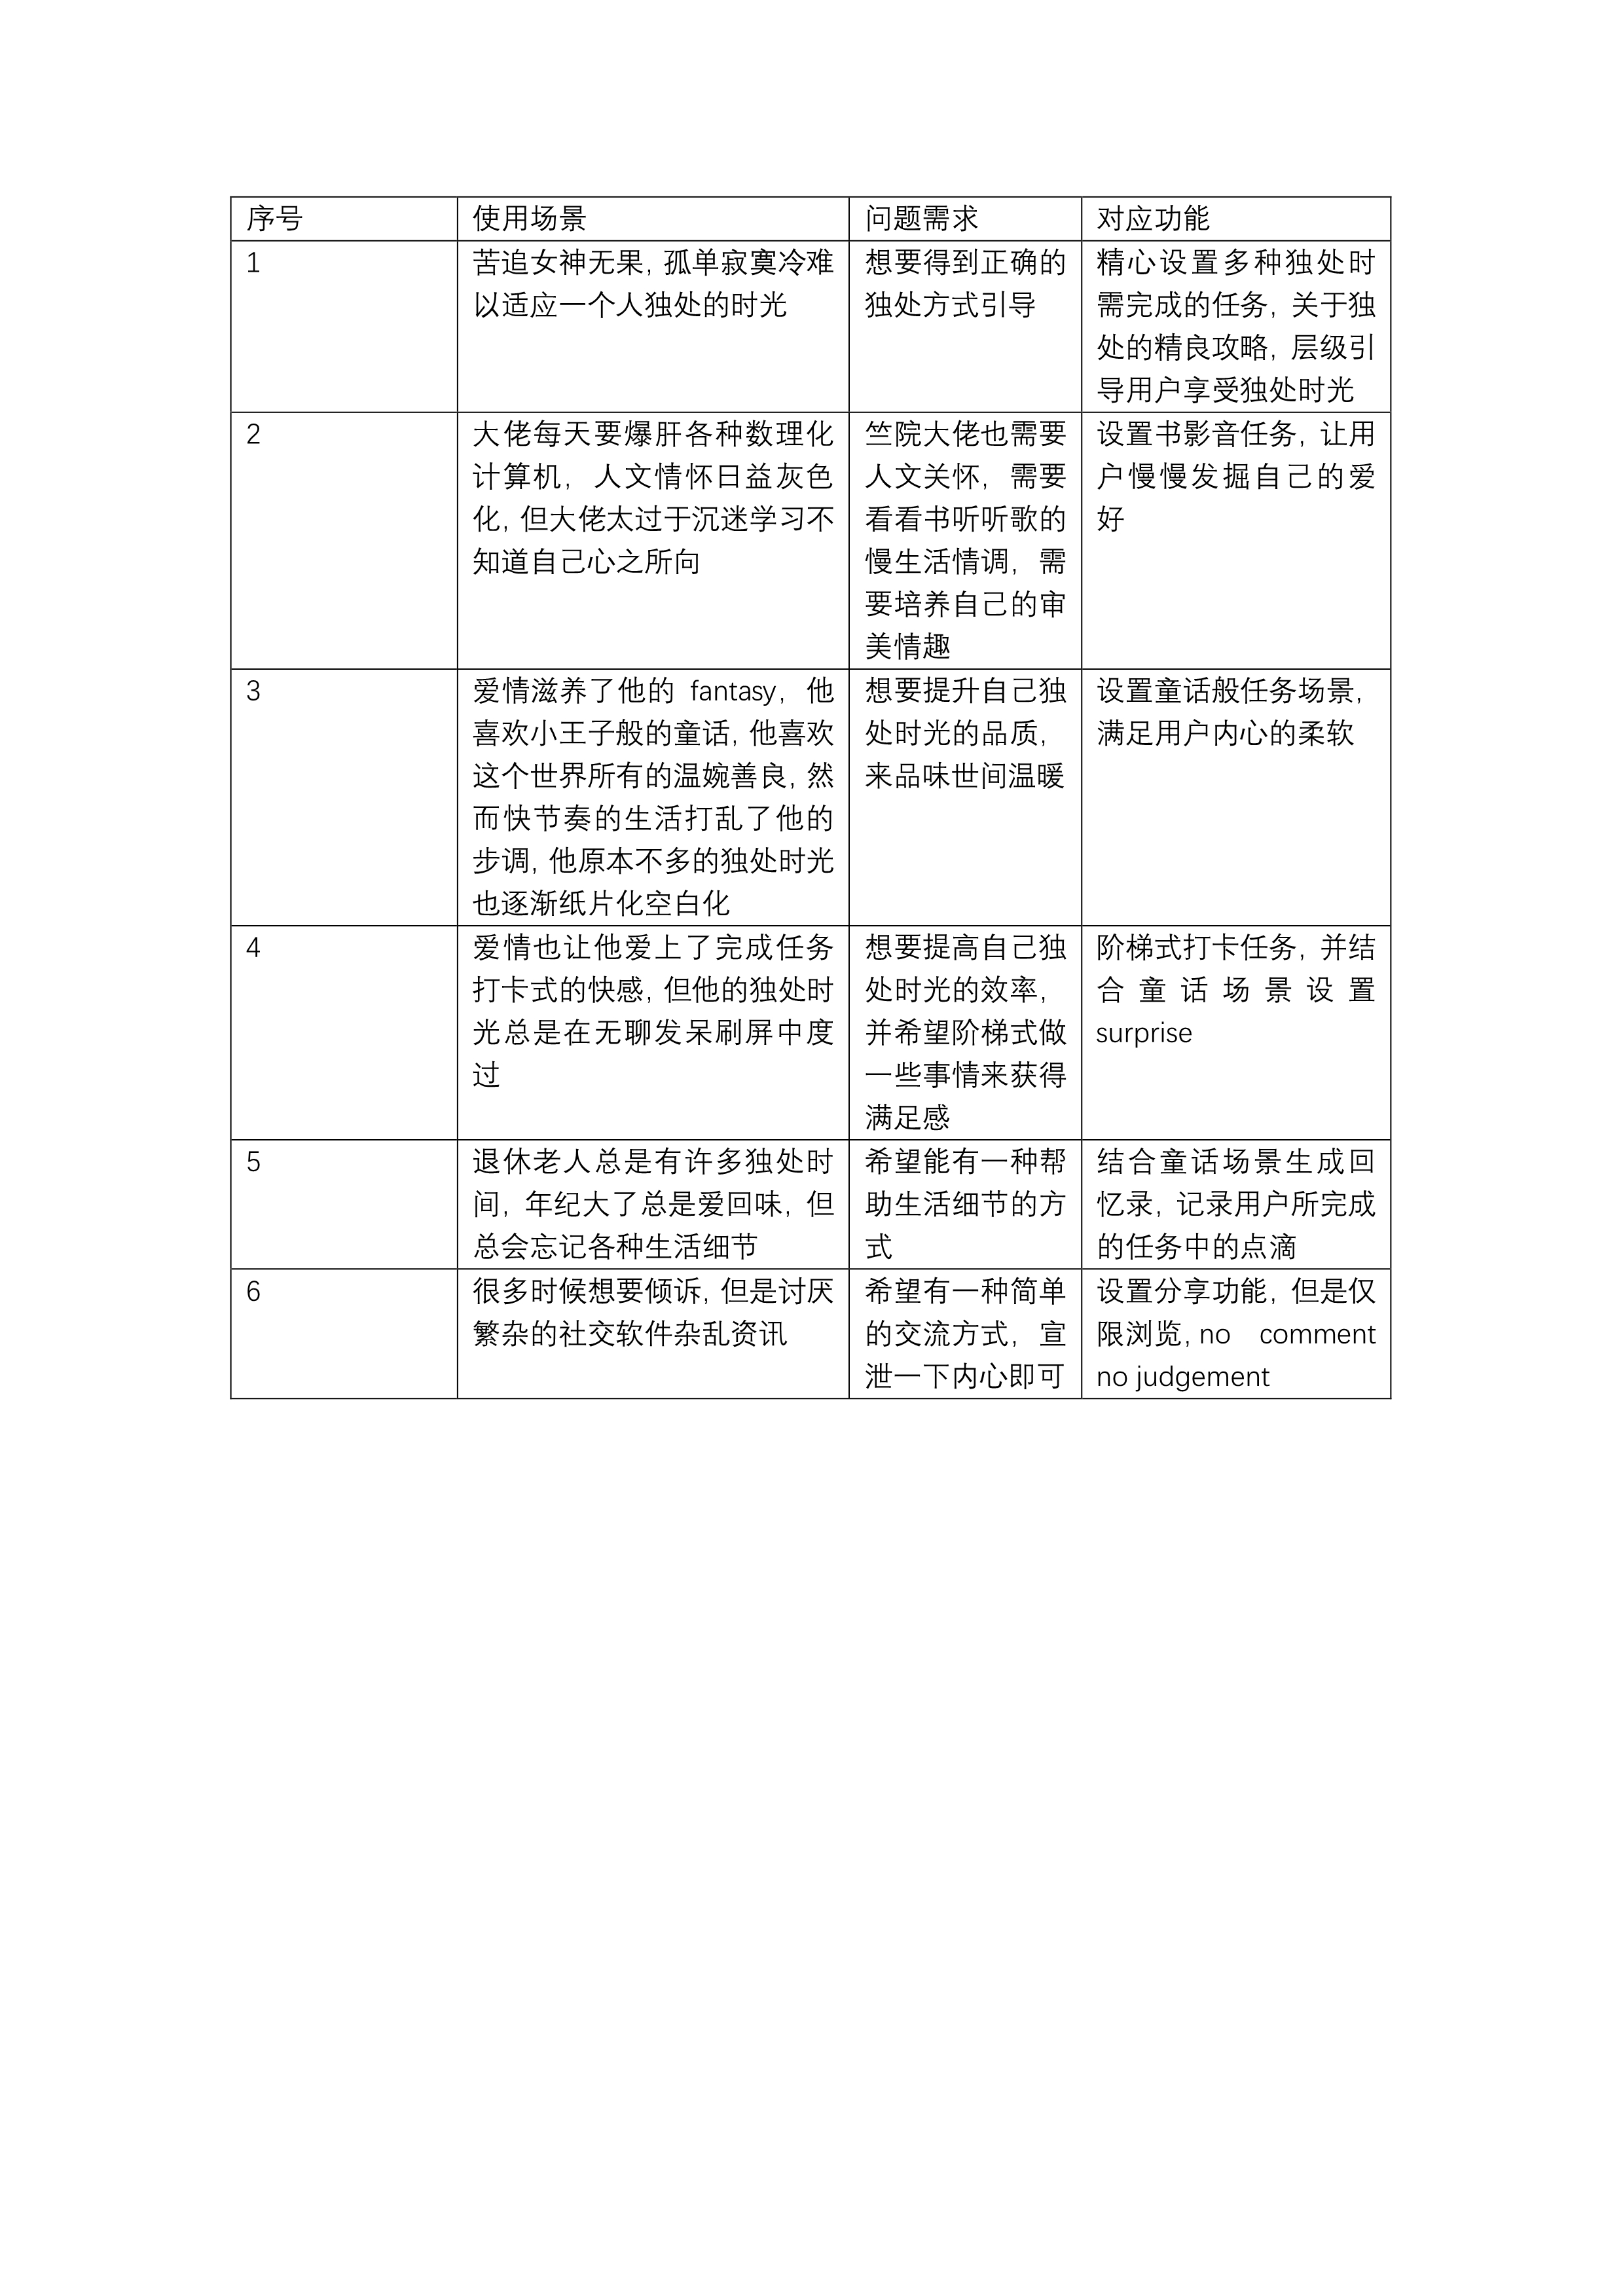 序号 使用场景 问题需求 对应功能
1 苦追女神无果，孤单寂寞冷难
以适应一个人独处的时光
想要得到正确的
独处方式引导
精心设置多种独处时
需完成的任务，关于独
处的精良攻略，层级引
导用户享受独处时光
2 大佬每天要爆肝各种数理化
计算机，人文情怀日益灰色
化，但大佬太过于沉迷学习不
知道自己心之所向
竺院大佬也需要
人文关怀，需要
看看书听听歌的
慢生活情调，需
要培养自己的审
美情趣
设置书影音任务，让用
户慢慢发掘自己的爱
好
3 爱情滋养了他的 fantasy，他
喜欢小王子般的童话，他喜欢
这个世界所有的温婉善良，然
而快节奏的生活打乱了他的
步调，他原本不多的独处时光
也逐渐纸片化空白化
想要提升自己独
处时光的品质，
来品味世间温暖
设置童话般任务场景，
满足用户内心的柔软
4 爱情也让他爱上了完成任务
打卡式的快感，但他的独处时
光总是在无聊发呆刷屏中度
过
想要提高自己独
处时光的效率，
并希望阶梯式做
一些事情来获得
满足感
阶梯式打卡任务，并结
合童话场景设置
surprise
5 退休老人总是有许多独处时
间，年纪大了总是爱回味，但
总会忘记各种生活细节
希望能有一种帮
助生活细节的方
式
结合童话场景生成回
忆录，记录用户所完成
的任务中的点滴
6 很多时候想要倾诉，但是讨厌
繁杂的社交软件杂乱资讯
希望有一种简单
的交流方式，宣
泄一下内心即可
设置分享功能，但是仅
限浏览，no comment
no judgement